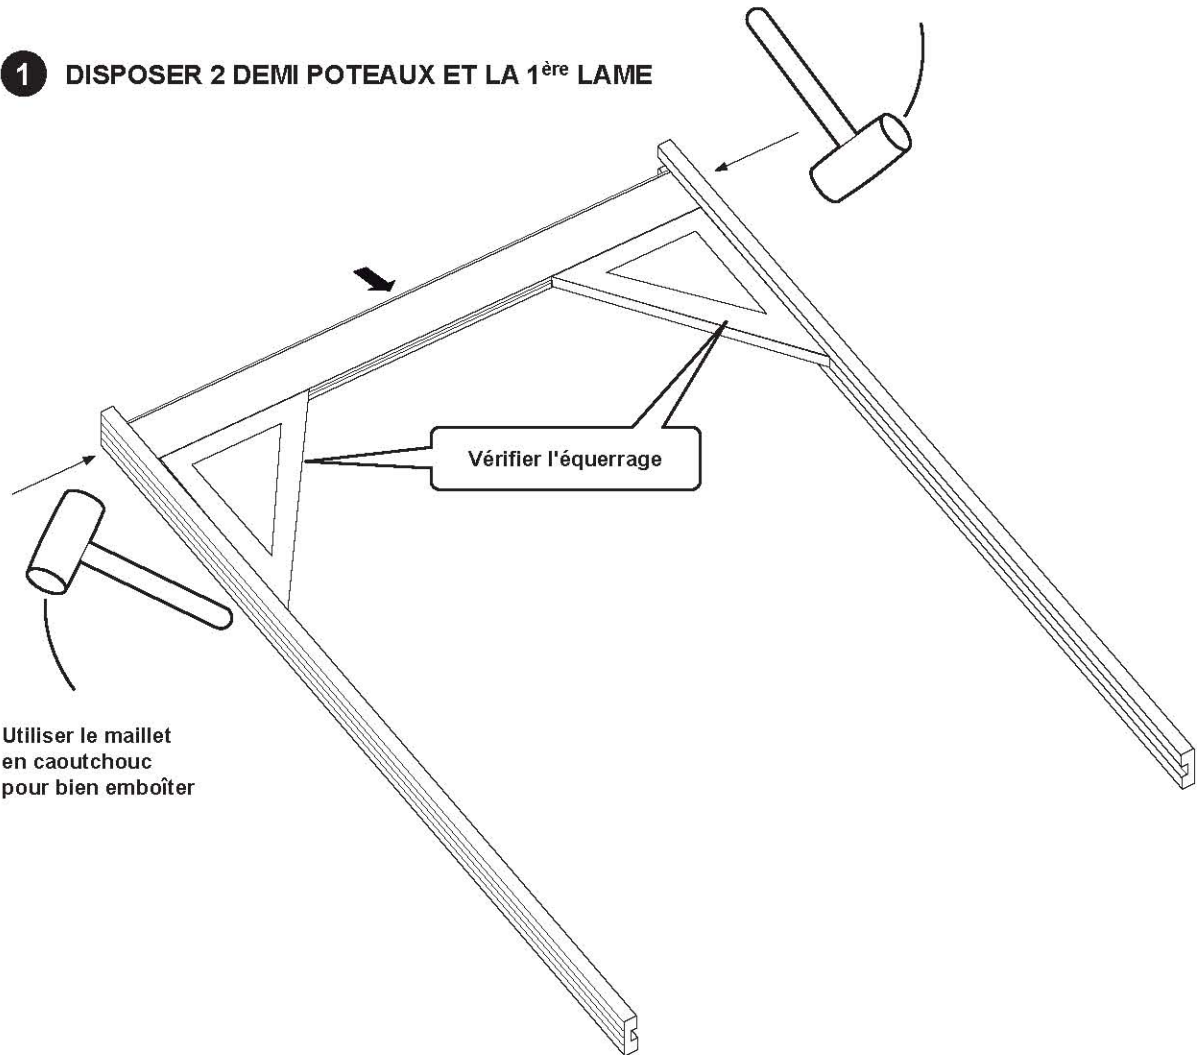 1 DISPOSER 2 DEMI POTEAUX ET LA 1ère LAME
Vérifier l'équerrage
Utiliser le maillet
en caoutchouc
pour bien emboîter